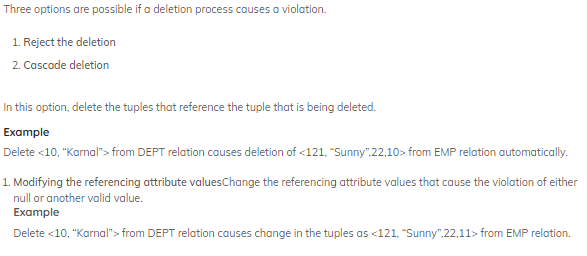 Three options are possible if a deletion process causes a violation.
1. Reject the deletion
2. Cascade deletion
In this option, delete the tuples that reference the tuple that is being deleted.
Example
Delete <10, “Karnal”> from DEPT relation causes deletion of <121, “Sunny”,22,10> from EMP relation automatically.
1. Modifying the referencing attribute valuesChange the referencing attribute values that cause the violation of either
null or another valid value.
Example
Delete <10, “Karnal”> from DEPT relation causes change in the tuples as <121, “Sunny”,22,11> from EMP relation.